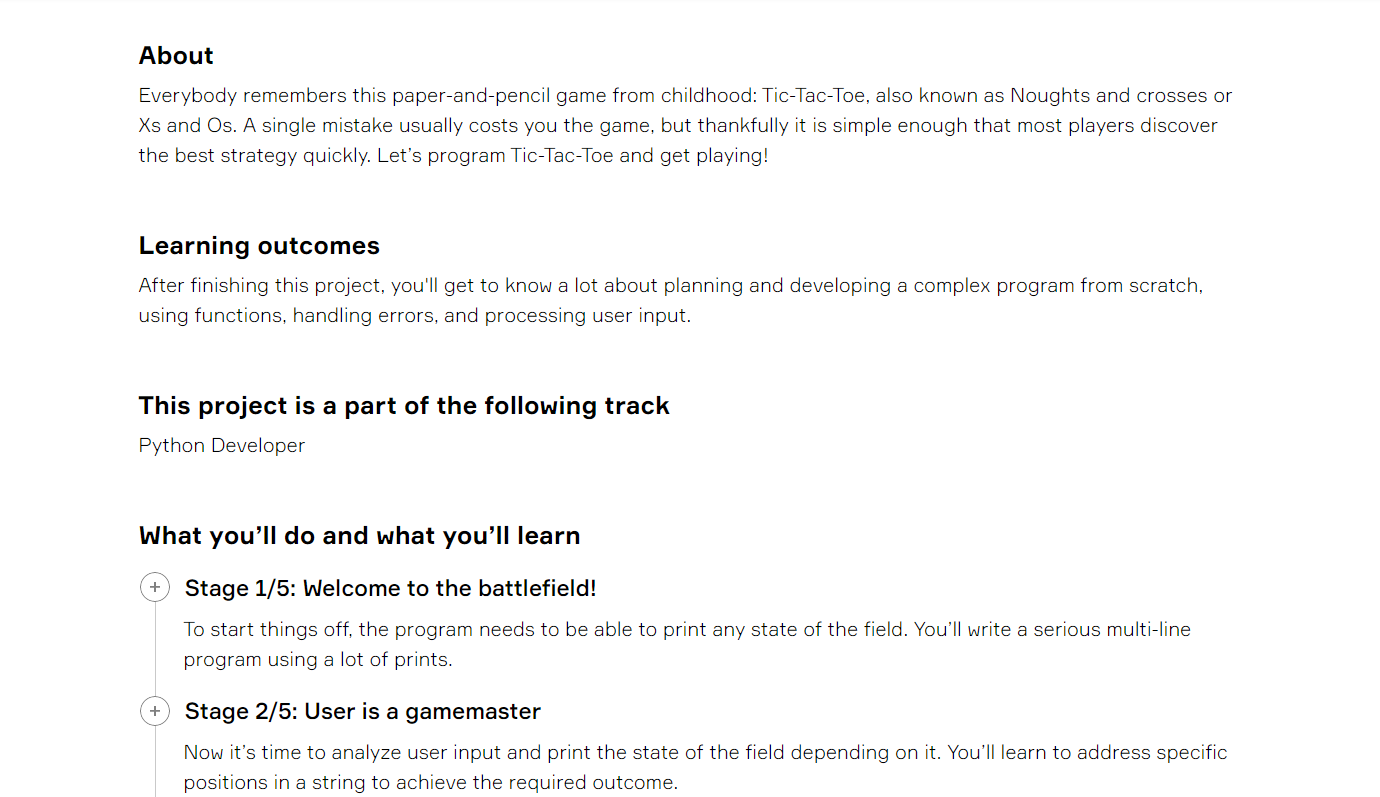 About
Everybody remembers this paper-and-pencil game from childhood: Tic-Tac-Toe, also known as Noughts and crosses or
Xs and Os. A single mistake usually costs you the game, but thankfully it is simple enough that most players discover
the best strategy quickly. Let’s program Tic-Tac-Toe and get playing!
Learning outcomes
After finishing this project, you'll get to know a lot about planning and developing a complex program from scratch,
using functions, handling errors, and processing user input.
This project is a part of the following track
Python Developer
What you’ll do and what you’ll learn
Stage 1/5: Welcome to the battlefield!
To start things off, the program needs to be able to print any state of the field. You’ll write a serious multi-line
program using a lot of prints.
Stage 2/5: User is a gamemaster
Now it’s time to analyze user input and print the state of the field depending on it. You’ll learn to address specific
positions in a string to achieve the required outcome.